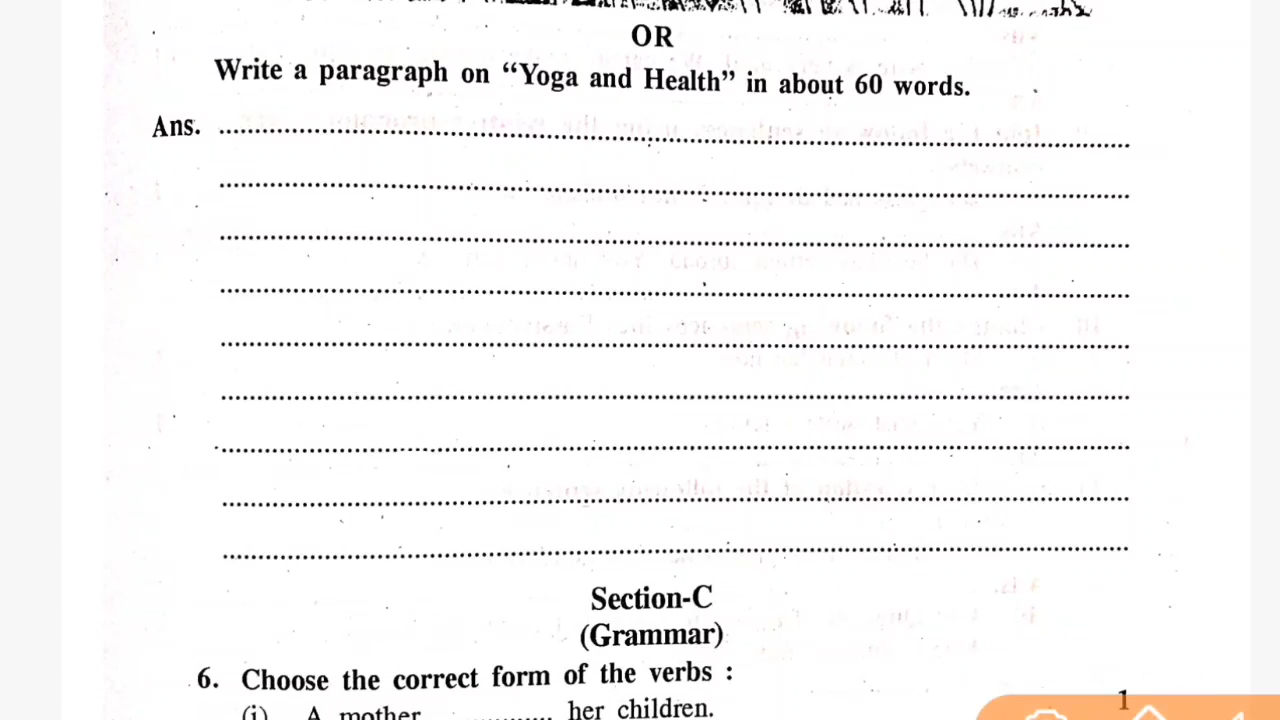 OR
Write a paragraph on “Yoga and Health” in about 60 words.
Ans. ........................................................................
Section-C
(Grammar)
6. Choose the correct form of the verbs :
(i) A mother ............ her children.
1